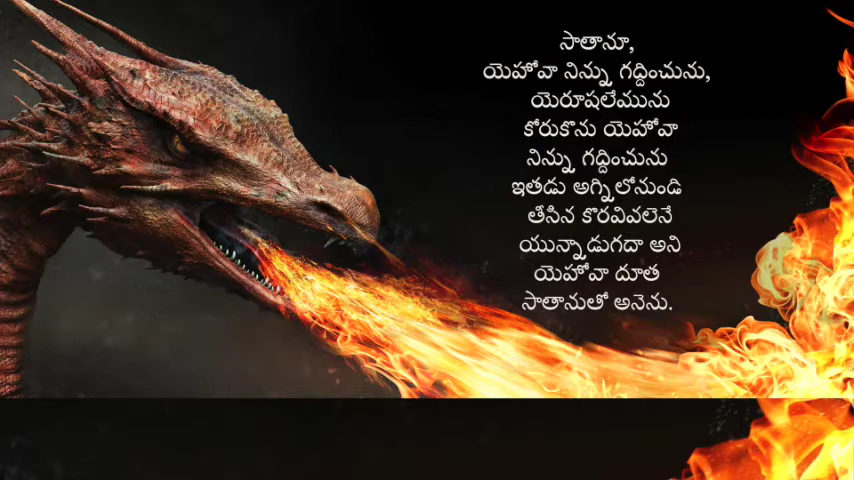 సాతానూ,
యెహోవా నిన్ను గద్దించును,
యెరూషలేమును
కోరుకొను యెహోవా
నిన్ను గద్దించును
ఇతడు అగ్నిలోనుండి
తీసిన కొరవివలెనే
యున్నాడుగదా అని
యెహోవా దూత
సాతానుతో అనెను.